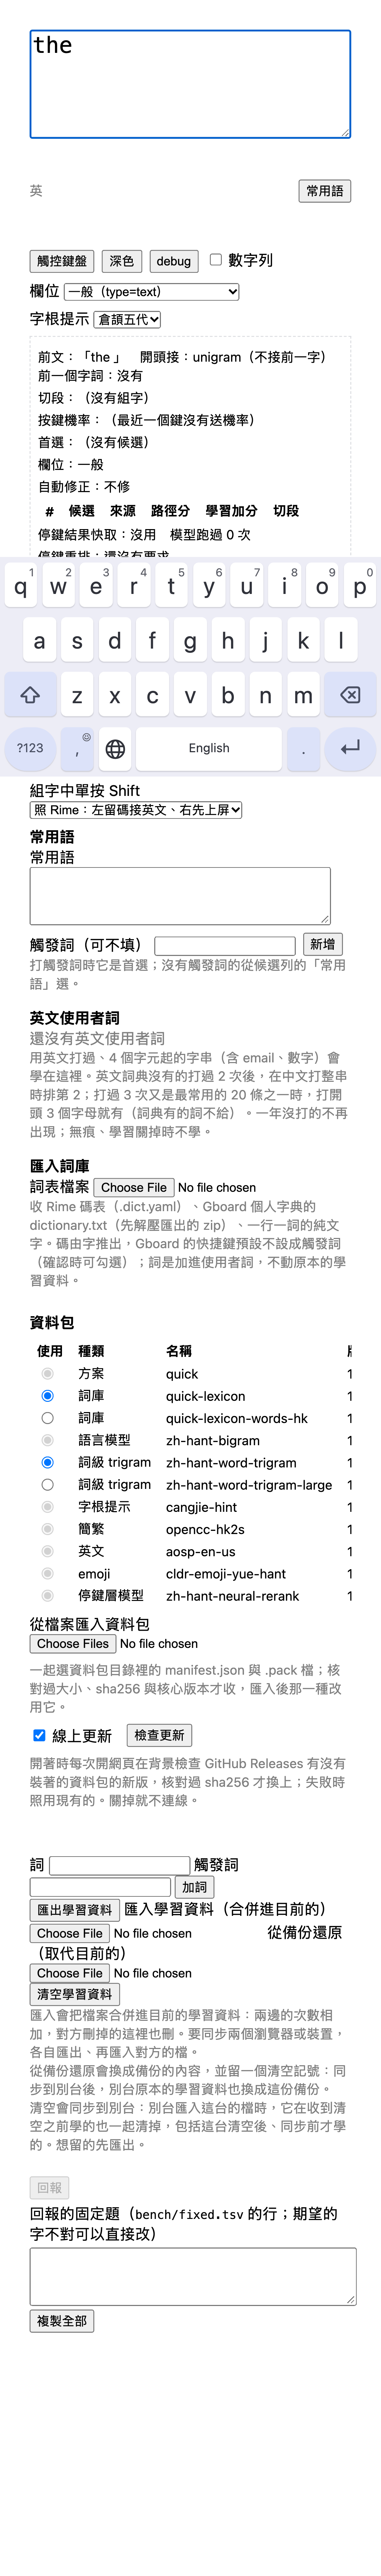 the
英
常用語
觸控鍵盤 深色 debug 數字列
欄位 一般（type=text）
字根提示 倉頡五代
前文：「the 」　開頭接：unigram（不接前一字）
前一個字詞：沒有
切段：（沒有組字）
按鍵機率：（最近一個鍵沒有送機率）
首選：（沒有候選）
欄位：一般
自動修正：不修
# 候選 來源 路徑分 學習加分 切段
停鍵結果快取：沒用　模型跑過 0 次
停鍵重排：還沒有要求
q1 w2 e3 r4 t5 y6 u7 i8 o9 p0
a s d f g h j k l
z x c v b n m
?123 , English .
組字中單按 Shift
照 Rime：左留碼接英文、右先上屏
常用語
常用語
觸發詞（可不填） 新增
打觸發詞時它是首選；沒有觸發詞的從候選列的「常用
語」選。
英文使用者詞
還沒有英文使用者詞
用英文打過、4 個字元起的字串（含 email、數字）會
學在這裡。英文詞典沒有的打過 2 次後，在中文打整串
時排第 2；打過 3 次又是最常用的 20 條之一時，打開
頭 3 個字母就有（詞典有的詞不給）。一年沒打的不再
出現；無痕、學習關掉時不學。
匯入詞庫
詞表檔案 Choose File No file chosen
收 Rime 碼表（.dict.yaml）、Gboard 個人字典的
dictionary.txt（先解壓匯出的 zip）、一行一詞的純文
字。碼由字推出，Gboard 的快捷鍵預設不設成觸發詞
（確認時可勾選）；詞是加進使用者詞，不動原本的學
習資料。
資料包
使用 種類 名稱
方案 quick 1
詞庫 quick-lexicon 1
詞庫 quick-lexicon-words-hk 1
語言模型 zh-hant-bigram 1
詞級 trigram zh-hant-word-trigram 1
詞級 trigram zh-hant-word-trigram-large 1
字根提示 cangjie-hint 1
簡繁 opencc-hk2s 1
英文 aosp-en-us 1
emoji cldr-emoji-yue-hant 1
停鍵層模型 zh-hant-neural-rerank 1
從檔案匯入資料包
Choose Files No file chosen
一起選資料包目錄裡的 manifest.json 與 .pack 檔；核
對過大小、sha256 與核心版本才收，匯入後那一種改
用它。
線上更新 檢查更新
開著時每次開網頁在背景檢查 GitHub Releases 有沒有
裝著的資料包的新版，核對過 sha256 才換上；失敗時
照用現有的。關掉就不連線。
詞 觸發詞
加詞
匯出學習資料 匯入學習資料（合併進目前的）
Choose File No file chosen 從備份還原
（取代目前的）
Choose File No file chosen
清空學習資料
匯入會把檔案合併進目前的學習資料：兩邊的次數相
加，對方刪掉的這裡也刪。要同步兩個瀏覽器或裝置，
各自匯出、再匯入對方的檔。
從備份還原會換成備份的內容，並留一個清空記號：同
步到別台後，別台原本的學習資料也換成這份備份。
清空會同步到別台：別台匯入這台的檔時，它在收到清
空之前學的也一起清掉，包括這台清空後、同步前才學
的。想留的先匯出。
回報
回報的固定題（bench/fixed.tsv 的行；期望的
字不對可以直接改）
複製全部